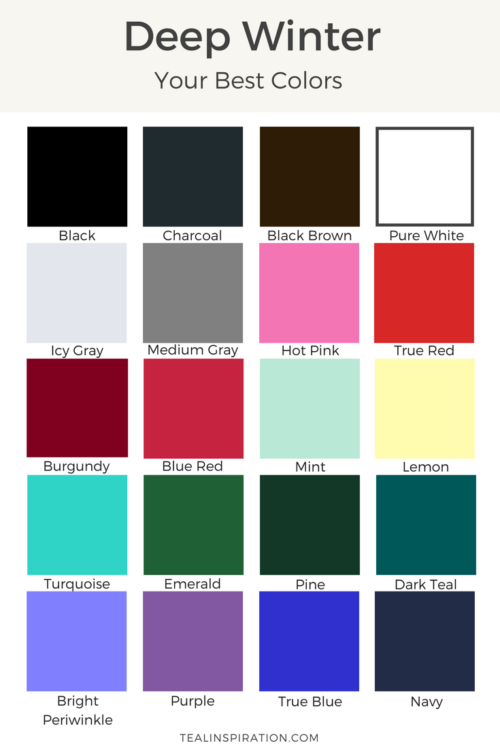 Deep Winter
Your Best Colors
Black
Charcoal
Black Brown
Pure White
Icy Gray
Medium Gray
Hot Pink
True Red
Burgundy
Blue Red
Mint
Lemon
Turquoise
Emerald
Pine
Dark Teal
Bright
Periwinkle
Purple
True Blue
Navy
TEALINSPIRATION.COM